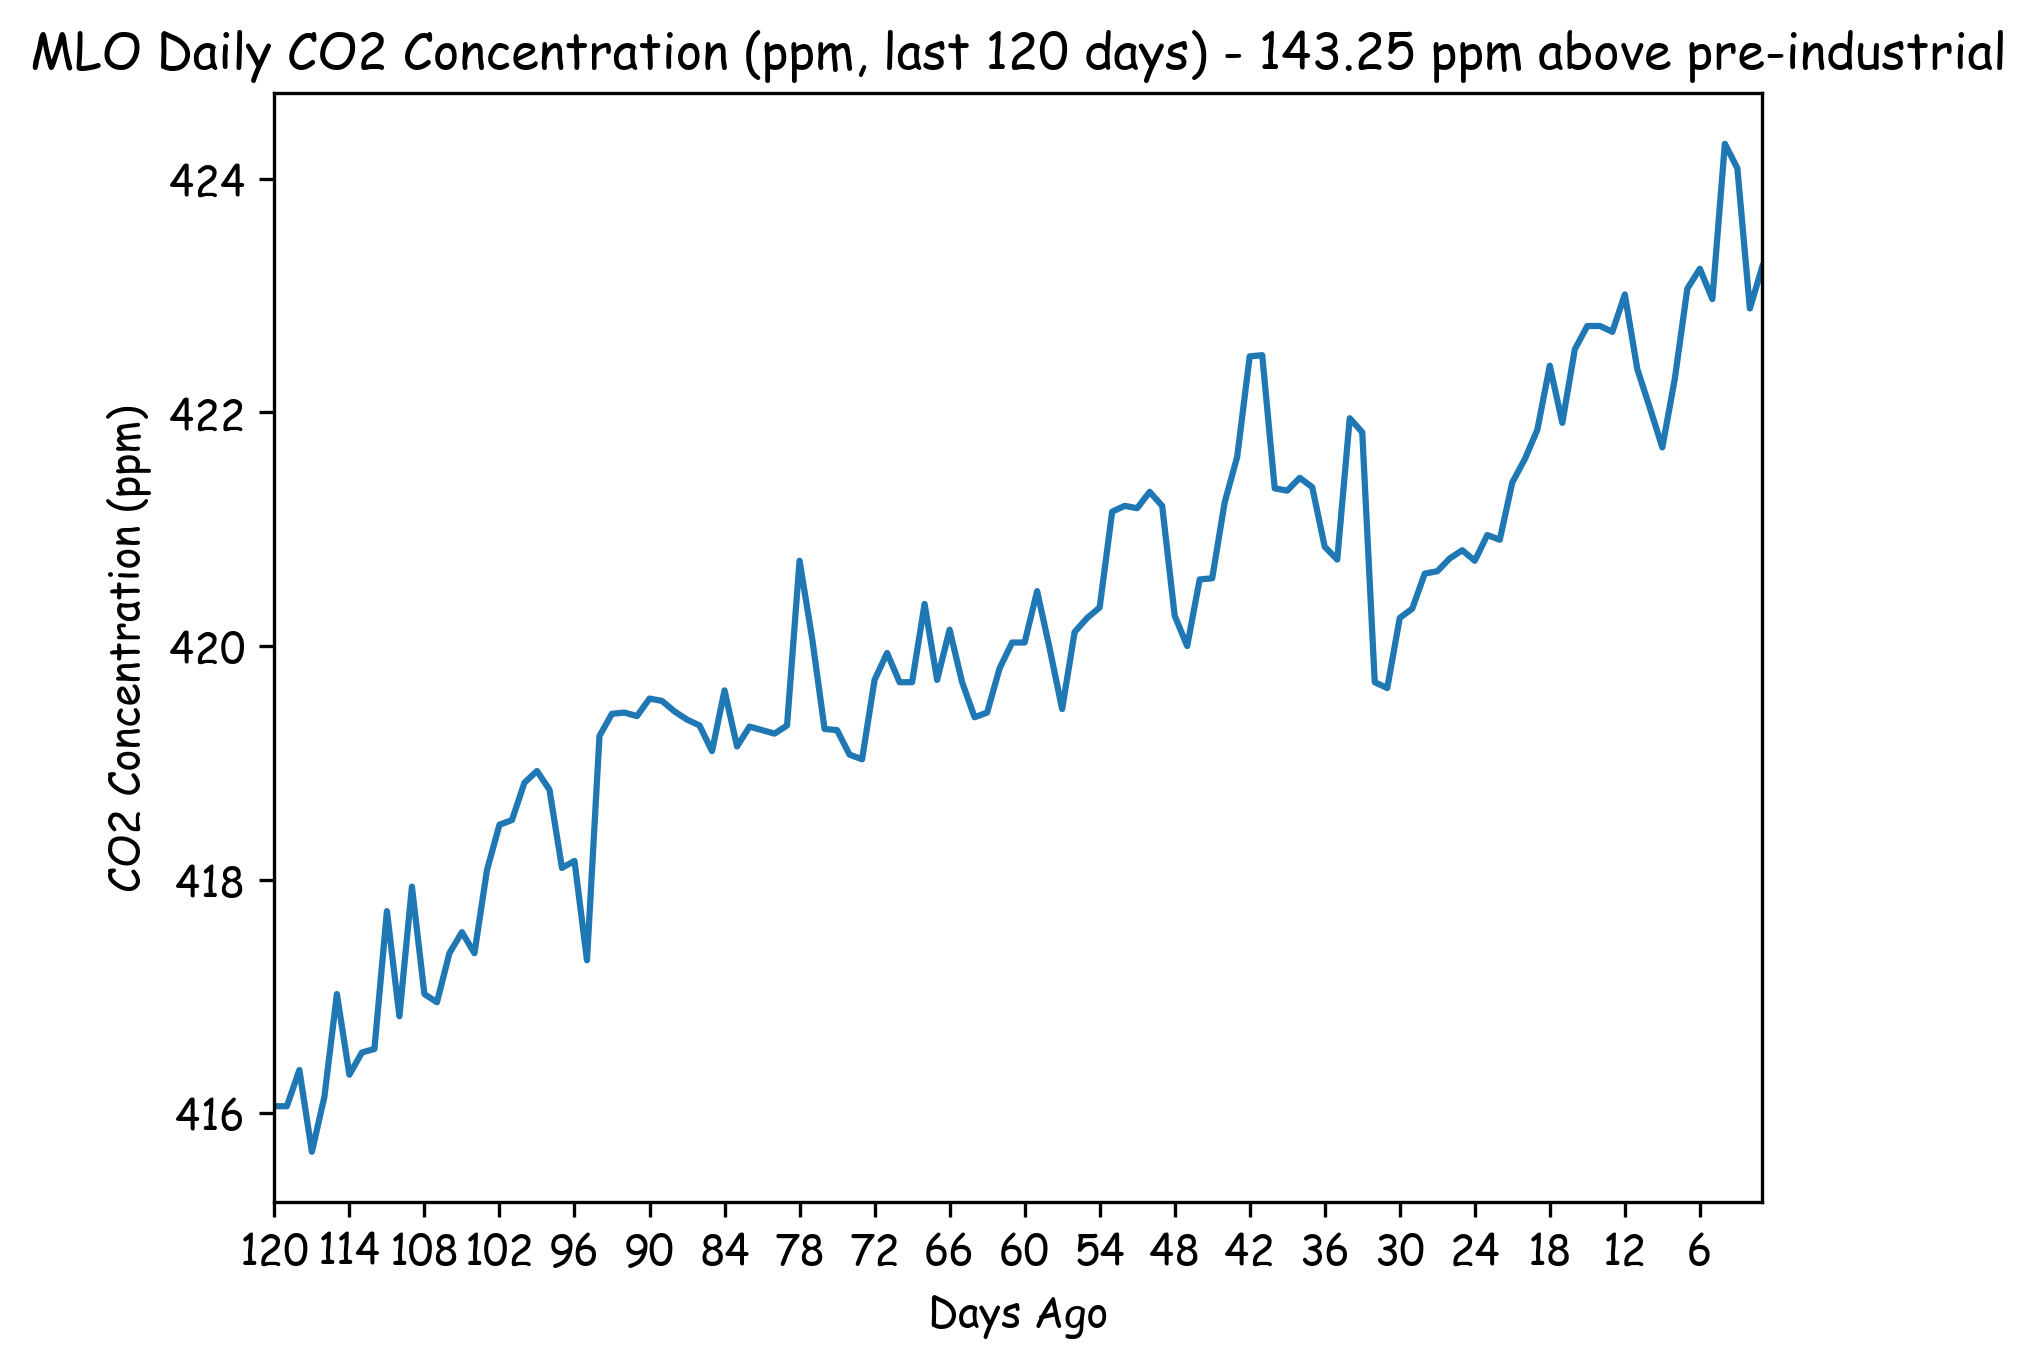 MLO Daily CO2 Concentration (ppm, last 120 days) - 143.25 ppm above pre-industrial
424
422
420
418
416
CO2 Concentration (ppm)
120 114 108 102 96 90 84 78 72 66 60 54 48 42 36 30 24 18 12 6
Days Ago